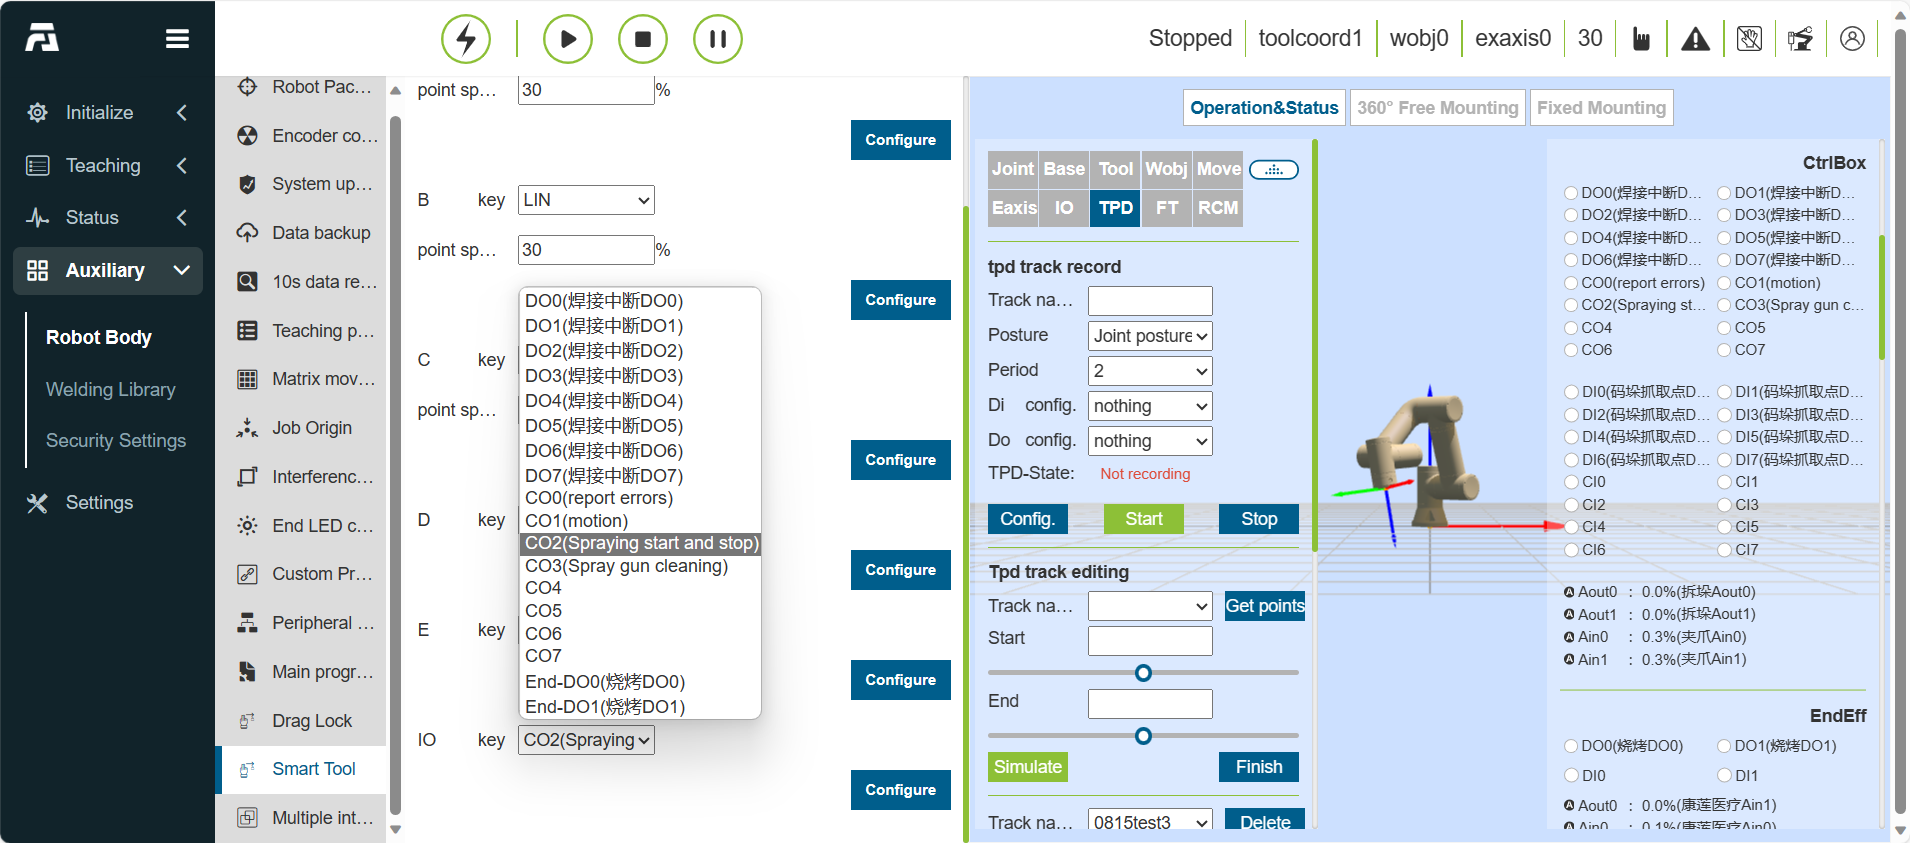 Stopped
toolcoord1
wobj0
exaxis0
30
Initialize
Teaching
Status
Auxiliary
Robot Body
Welding Library
Security Settings
Settings
Robot Pac...
Encoder co...
System up...
Data backup
10s data re...
Teaching p...
Matrix mov...
Job Origin
Interferenc...
End LED c...
Custom Pr...
Peripheral ...
Main progr...
Drag Lock
Smart Tool
Multiple int...
point sp... 30 %
Configure
B key LIN
point sp... 30 %
Configure
C key
point sp...
Configure
D key
Configure
E key
Configure
IO key CO2(Spraying
Configure
DO0(焊接中断DO0)
DO1(焊接中断DO1)
DO2(焊接中断DO2)
DO3(焊接中断DO3)
DO4(焊接中断DO4)
DO5(焊接中断DO5)
DO6(焊接中断DO6)
DO7(焊接中断DO7)
CO0(report errors)
CO1(motion)
CO2(Spraying start and stop)
CO3(Spray gun cleaning)
CO4
CO5
CO6
CO7
End-DO0(烧烤DO0)
End-DO1(烧烤DO1)
Operation&Status
360° Free Mounting
Fixed Mounting
Joint Base Tool Wobj Move
Eaxis IO TPD FT RCM
tpd track record
Track na...
Posture Joint posture
Period 2
Di config. nothing
Do config. nothing
TPD-State: Not recording
Config. Start Stop
Tpd track editing
Track na... Get points
Start
End
Simulate Finish
Track na... 0815test3 Delete
CtrlBox
DO0(焊接中断D... DO1(焊接中断D...
DO2(焊接中断D... DO3(焊接中断D...
DO4(焊接中断D... DO5(焊接中断D...
DO6(焊接中断D... DO7(焊接中断D...
CO0(report errors) CO1(motion)
CO2(Spraying st... CO3(Spray gun c...
CO4 CO5
CO6 CO7
DI0(码垛抓取点D... DI1(码垛抓取点D...
DI2(码垛抓取点D... DI3(码垛抓取点D...
DI4(码垛抓取点D... DI5(码垛抓取点D...
DI6(码垛抓取点D... DI7(码垛抓取点D...
CI0 CI1
CI2 CI3
CI4 CI5
CI6 CI7
Aout0 : 0.0%(拆垛Aout0)
Aout1 : 0.0%(拆垛Aout1)
Ain0 : 0.3%(夹爪Ain0)
Ain1 : 0.3%(夹爪Ain1)
EndEff
DO0(烧烤DO0) DO1(烧烤DO1)
DI0 DI1
Aout0 : 0.0%(康莲医疗Ain1)
Ain0 : 0.1%(康莲医疗Ain0)